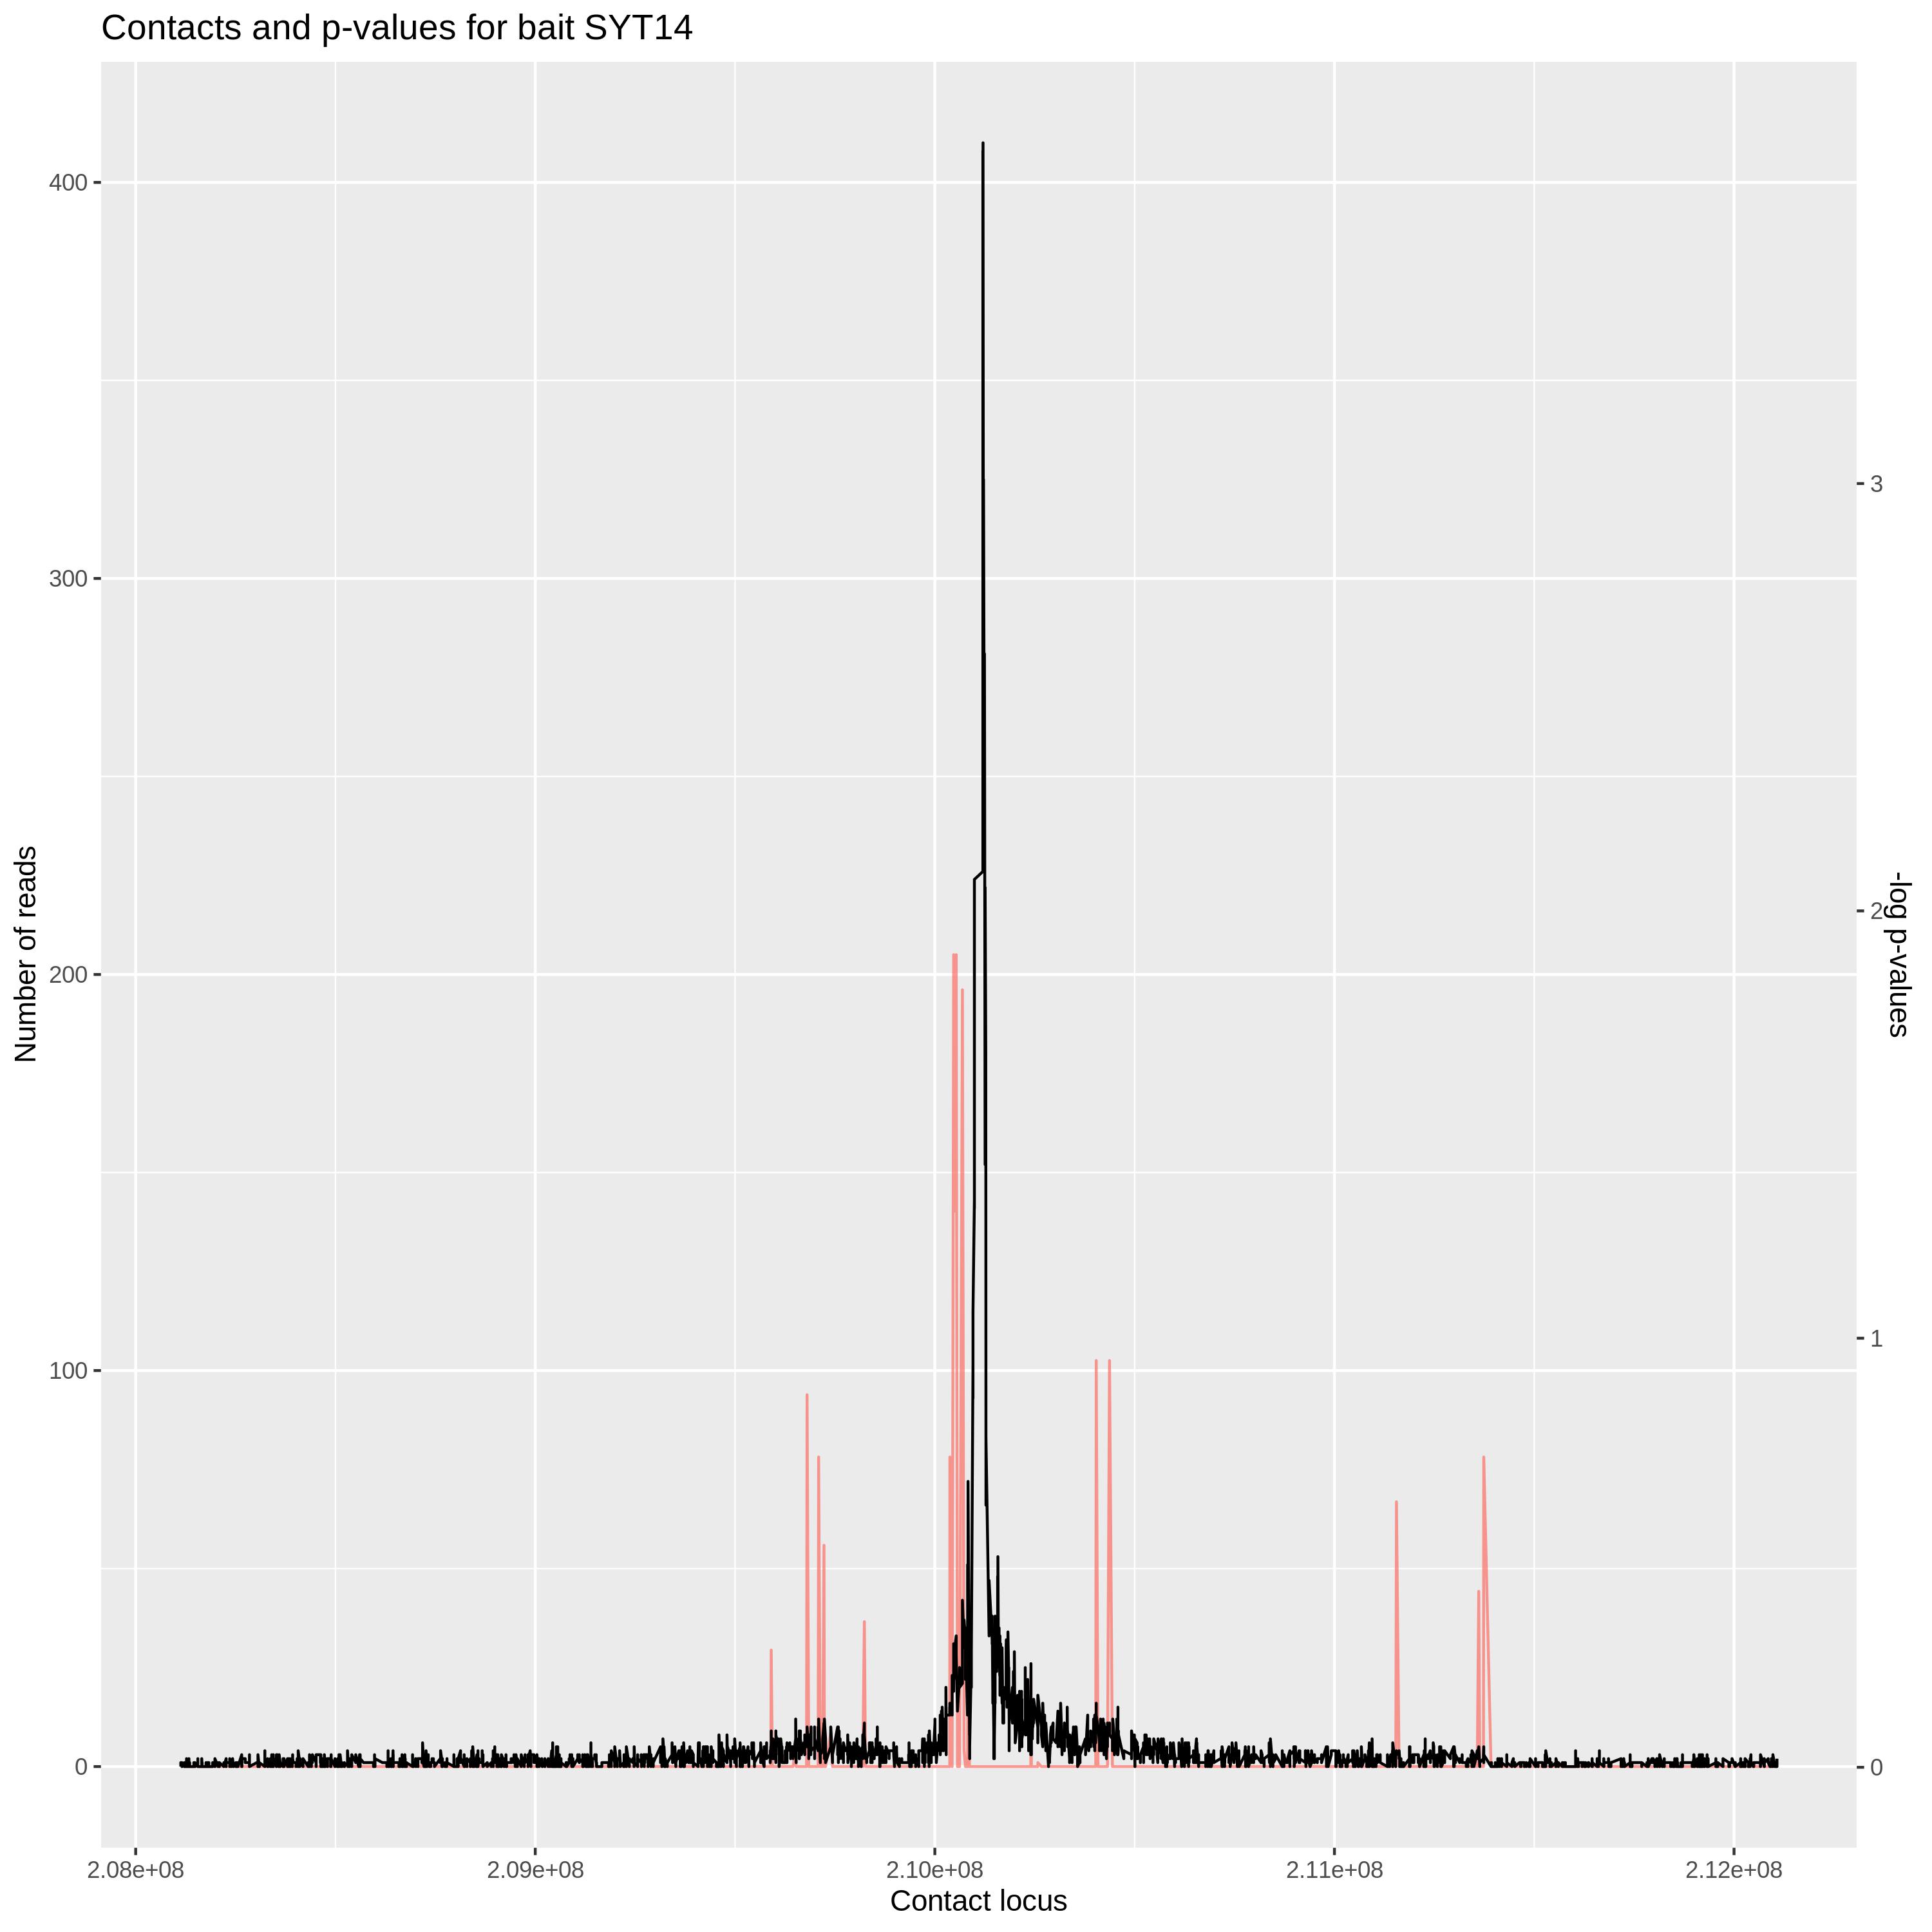 Contacts and p-values for bait SYT14
400
300
200
100
0
Number of reads
3
2
1
0
-log p-values
2.08e+08 2.09e+08 2.10e+08 2.11e+08 2.12e+08
Contact locus